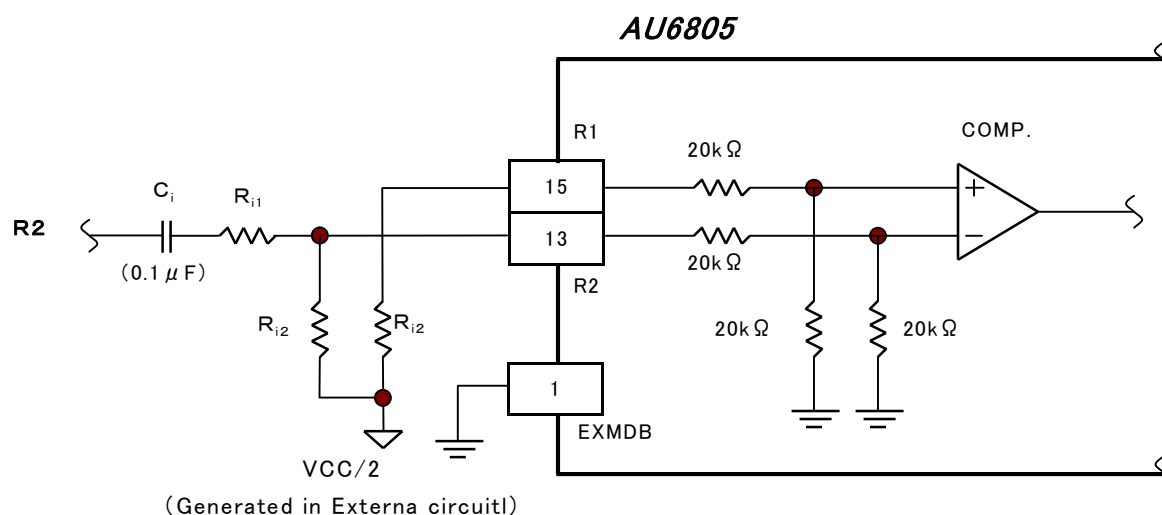 AU6805
R1
COMP.
20kΩ
15
Ci
Ri1
R2
13
(0.1μF)
20kΩ
R2
Ri2
Ri2
20kΩ
20kΩ
1
EXMDB
VCC/2
(Generated in Externa circuitl)